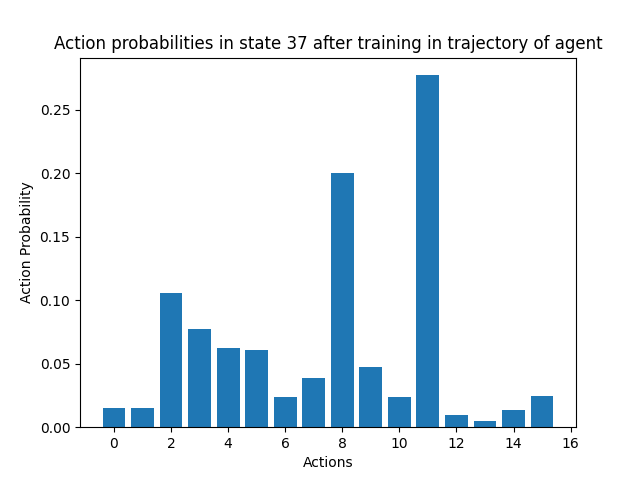 Action probabilities in state 37 after training in trajectory of agent
Action Probability
0.25
0.20
0.15
0.10
0.05
0.00
0 2 4 6 8 10 12 14 16
Actions